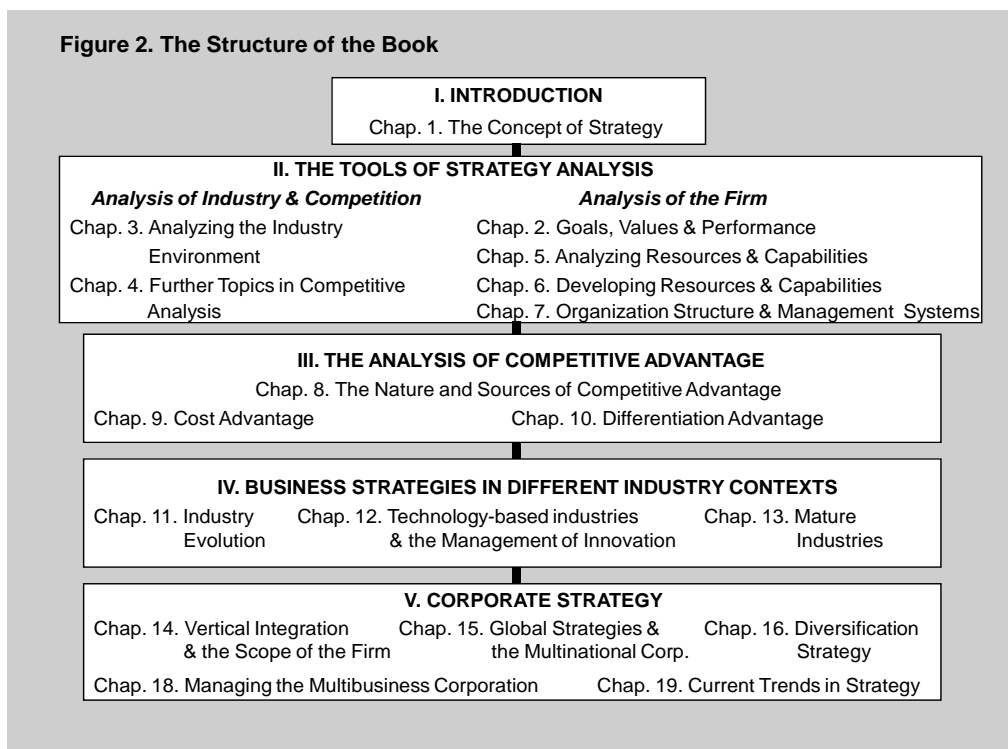 Figure 2. The Structure of the Book
I. INTRODUCTION
Chap. 1. The Concept of Strategy
II. THE TOOLS OF STRATEGY ANALYSIS
Analysis of Industry & Competition
Chap. 3. Analyzing the Industry
Environment
Chap. 4. Further Topics in Competitive
Analysis
Analysis of the Firm
Chap. 2. Goals, Values & Performance
Chap. 5. Analyzing Resources & Capabilities
Chap. 6. Developing Resources & Capabilities
Chap. 7. Organization Structure & Management Systems
III. THE ANALYSIS OF COMPETITIVE ADVANTAGE
Chap. 8. The Nature and Sources of Competitive Advantage
Chap. 9. Cost Advantage
Chap. 10. Differentiation Advantage
IV. BUSINESS STRATEGIES IN DIFFERENT INDUSTRY CONTEXTS
Chap. 11. Industry
Evolution
Chap. 12. Technology-based industries
& the Management of Innovation
Chap. 13. Mature
Industries
V. CORPORATE STRATEGY
Chap. 14. Vertical Integration
& the Scope of the Firm
Chap. 15. Global Strategies &
the Multinational Corp.
Chap. 16. Diversification
Strategy
Chap. 18. Managing the Multibusiness Corporation
Chap. 19. Current Trends in Strategy